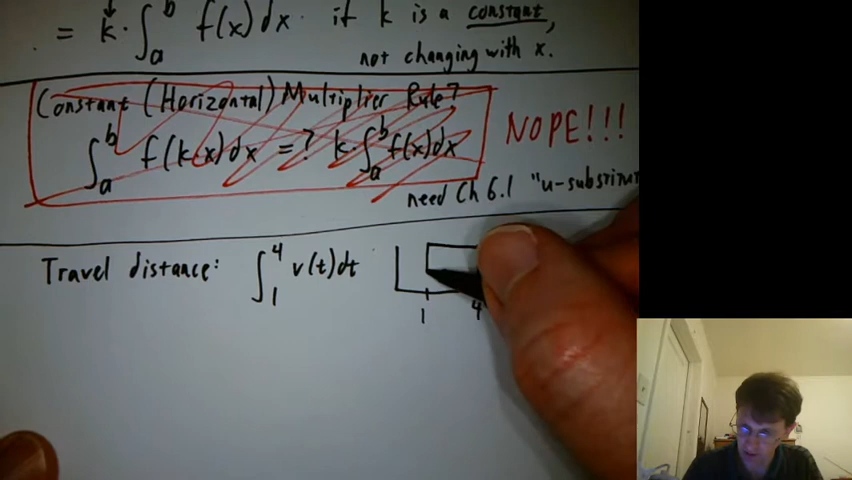 = k · ∫_a^b f(x)dx. if k is a constant,
not changing with x.
Constant (Horizontal) Multiplier Rule?
∫_a^b f(k·x)dx =? k·∫_a^b f(x)dx
NOPE!!!
need Ch 6.1 "u-substitu
Travel distance: ∫_1^4 v(t)dt
1 4